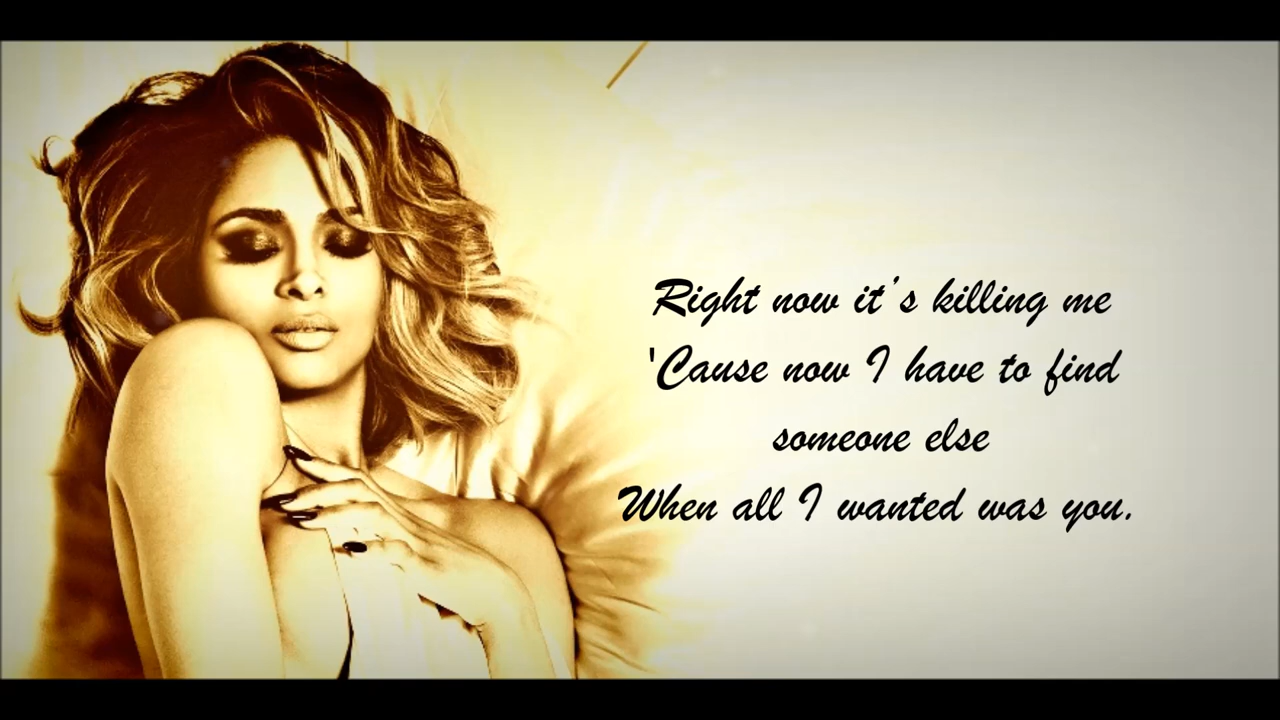 Right now it's killing me
'Cause now I have to find
someone else
When all I wanted was you.